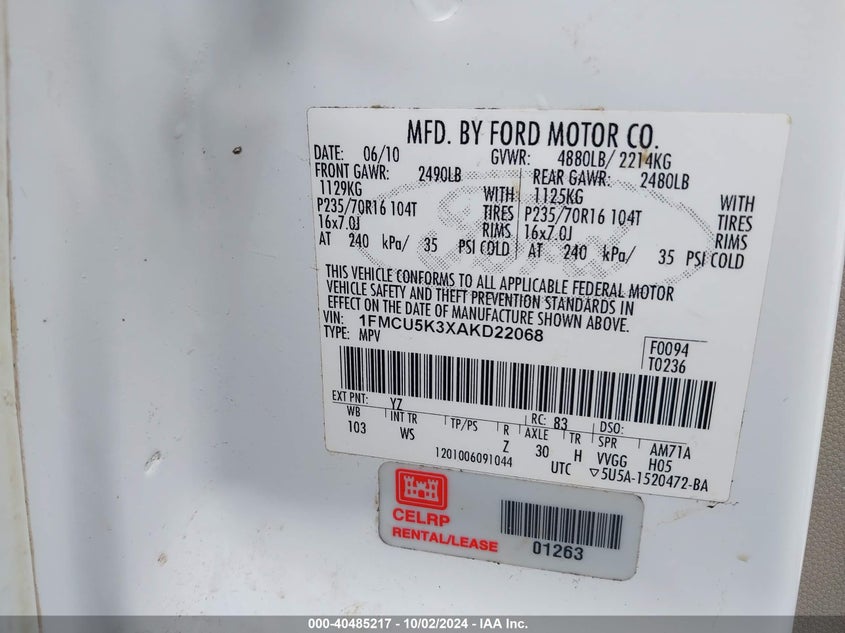 MFD. BY FORD MOTOR CO.
DATE: 06/10 GVWR: 4880LB/ 2214KG
FRONT GAWR: 2490LB REAR GAWR: 2480LB
1129KG WITH 1125KG WITH
P235/70R16 104T TIRES P235/70R16 104T TIRES
16x7.0J RIMS 16x7.0J RIMS
AT 240 kPa/ 35 PSI COLD AT 240 kPa/ 35 PSI COLD
THIS VEHICLE CONFORMS TO ALL APPLICABLE FEDERAL MOTOR
VEHICLE SAFETY AND THEFT PREVENTION STANDARDS IN
EFFECT ON THE DATE OF MANUFACTURE SHOWN ABOVE.
VIN: 1FMCU5K3XAKD22068
TYPE: MPV
F0094
T0236
EXT PNT: YZ RC: 83 DSO:
WB INT TR TP/PS R AXLE TR SPR AM71A
103 WS Z 30 H VVGG H05
1201006091044 UTC ▽5U5A-1520472-BA
CELRP
RENTAL/LEASE
01263
000-40485217 - 10/02/2024 - IAA Inc.